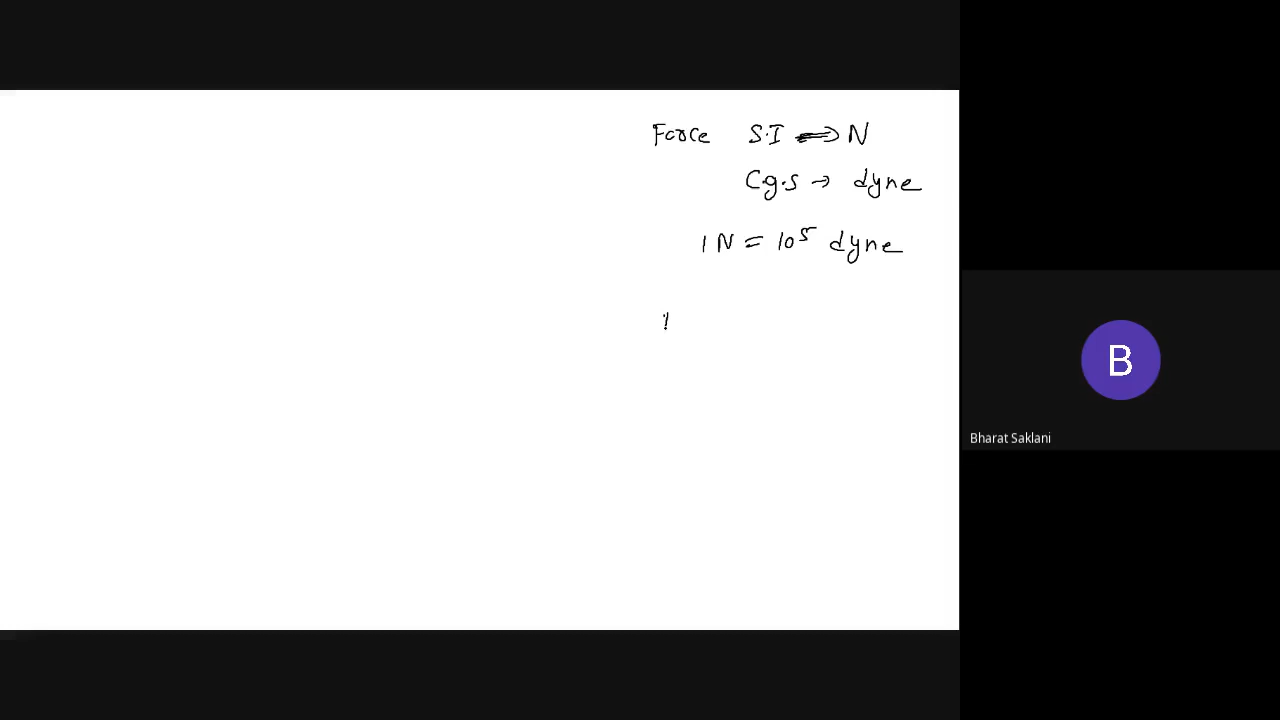 Force S.I ⟹ N
C.g.s → dyne
1 N = 10⁵ dyne
B
Bharat Saklani